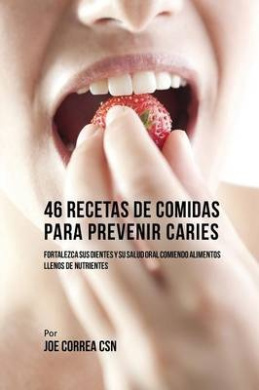 46 RECETAS DE COMIDAS
PARA PREVENIR CARIES
FORTALEZCA SUS DIENTES Y SU SALUD ORAL COMIENDO ALIMENTOS
LLENOS DE NUTRIENTES
Por
JOE CORREA CSN